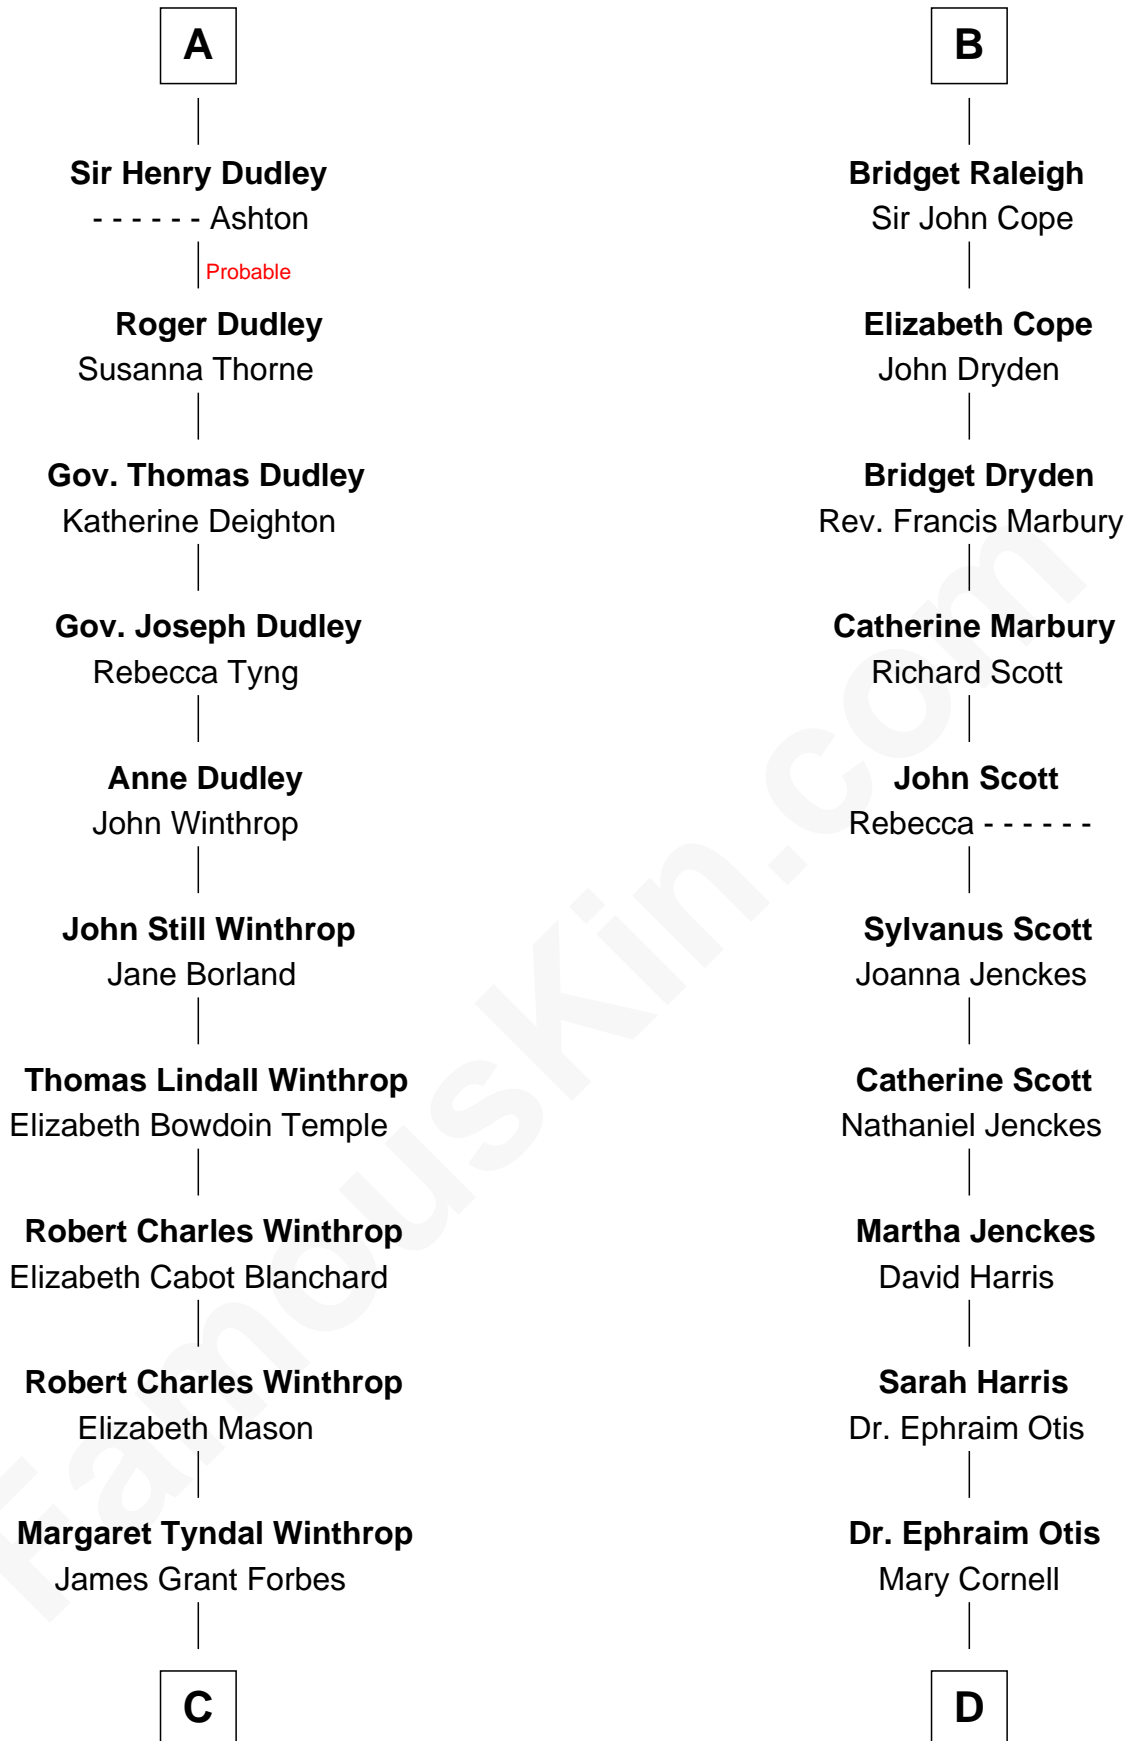 A
Sir Henry Dudley
- - - - - - Ashton
Probable
Roger Dudley
Susanna Thorne
Gov. Thomas Dudley
Katherine Deighton
Gov. Joseph Dudley
Rebecca Tyng
Anne Dudley
John Winthrop
John Still Winthrop
Jane Borland
Thomas Lindall Winthrop
Elizabeth Bowdoin Temple
Robert Charles Winthrop
Elizabeth Cabot Blanchard
Robert Charles Winthrop
Elizabeth Mason
Margaret Tyndal Winthrop
James Grant Forbes
C
B
Bridget Raleigh
Sir John Cope
Elizabeth Cope
John Dryden
Bridget Dryden
Rev. Francis Marbury
Catherine Marbury
Richard Scott
John Scott
Rebecca - - - - - -
Sylvanus Scott
Joanna Jenckes
Catherine Scott
Nathaniel Jenckes
Martha Jenckes
David Harris
Sarah Harris
Dr. Ephraim Otis
Dr. Ephraim Otis
Mary Cornell
D
FamousKin.com